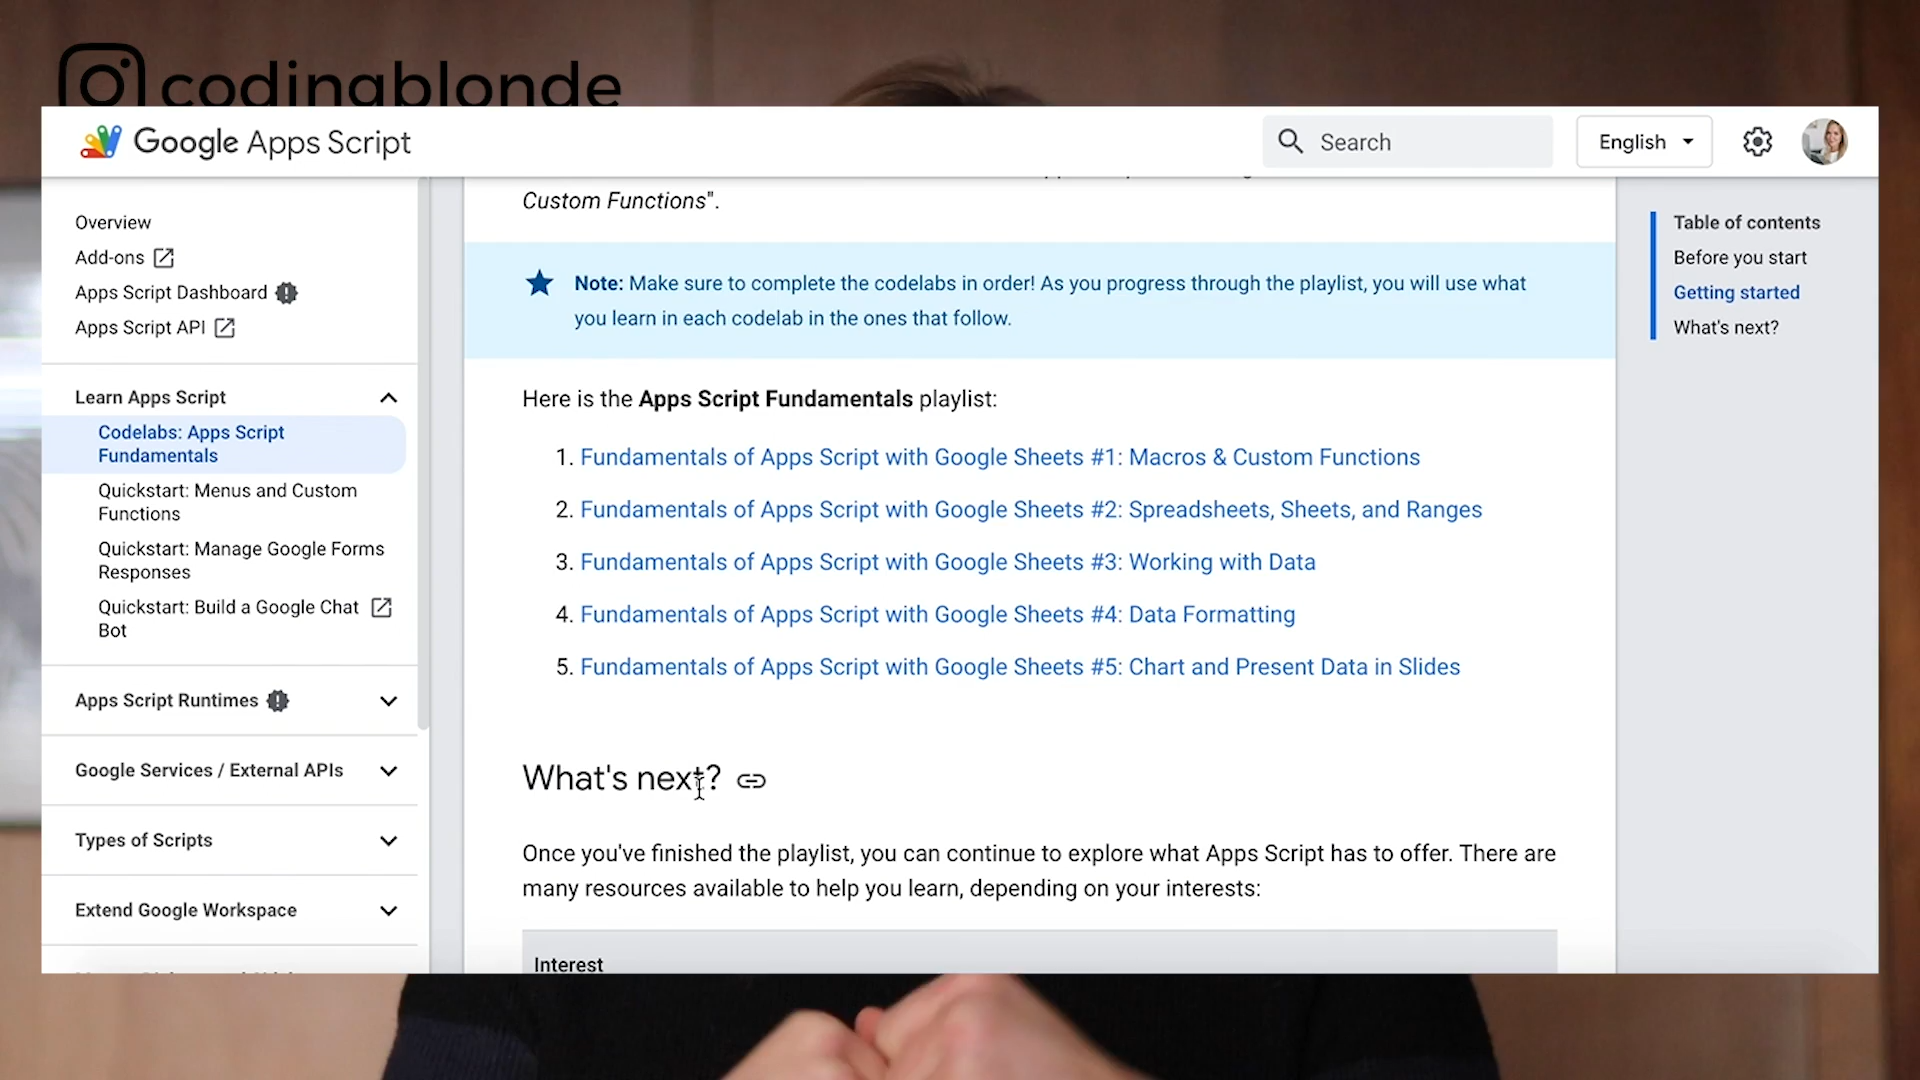 codingblonde
Google Apps Script
Search
English
Overview
Add-ons
Apps Script Dashboard
Apps Script API
Learn Apps Script
Codelabs: Apps Script
Fundamentals
Quickstart: Menus and Custom
Functions
Quickstart: Manage Google Forms
Responses
Quickstart: Build a Google Chat
Bot
Apps Script Runtimes
Google Services / External APIs
Types of Scripts
Extend Google Workspace
Custom Functions".
Note: Make sure to complete the codelabs in order! As you progress through the playlist, you will use what
you learn in each codelab in the ones that follow.
Here is the Apps Script Fundamentals playlist:
1. Fundamentals of Apps Script with Google Sheets #1: Macros & Custom Functions
2. Fundamentals of Apps Script with Google Sheets #2: Spreadsheets, Sheets, and Ranges
3. Fundamentals of Apps Script with Google Sheets #3: Working with Data
4. Fundamentals of Apps Script with Google Sheets #4: Data Formatting
5. Fundamentals of Apps Script with Google Sheets #5: Chart and Present Data in Slides
What's next?
Once you've finished the playlist, you can continue to explore what Apps Script has to offer. There are
many resources available to help you learn, depending on your interests:
Interest
Table of contents
Before you start
Getting started
What's next?